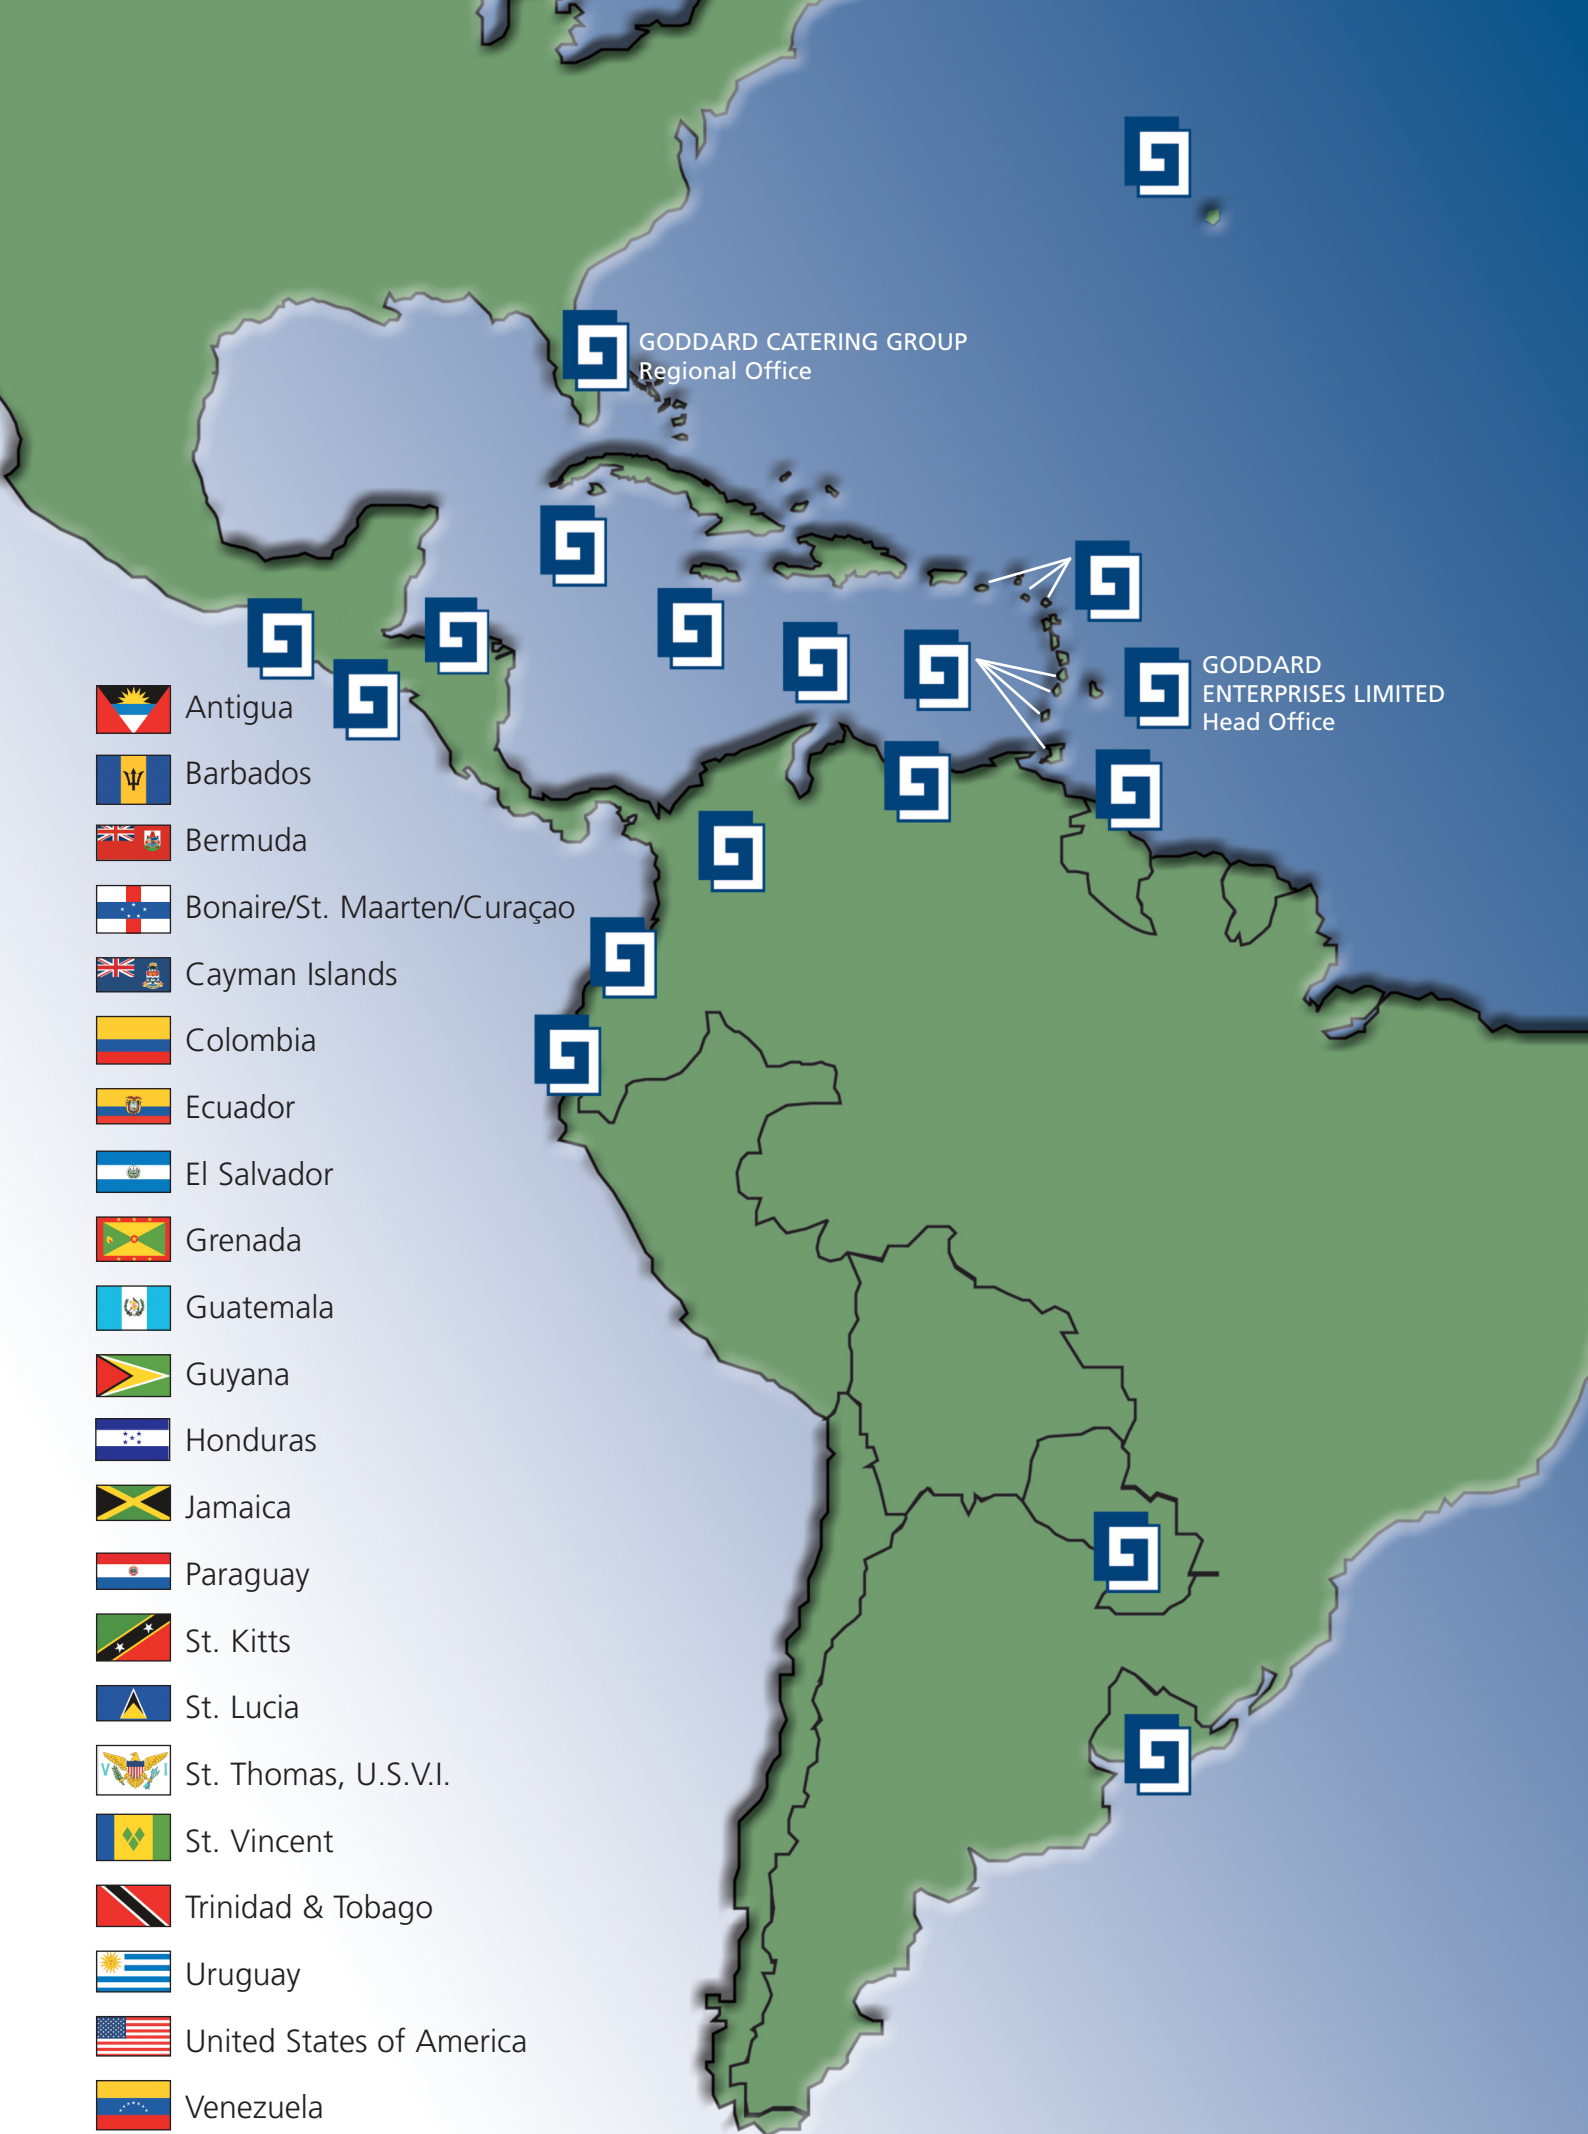 GODDARD CATERING GROUP
Regional Office
GODDARD
ENTERPRISES LIMITED
Head Office
Antigua
Barbados
Bermuda
Bonaire/St. Maarten/Curaçao
Cayman Islands
Colombia
Ecuador
El Salvador
Grenada
Guatemala
Guyana
Honduras
Jamaica
Paraguay
St. Kitts
St. Lucia
V I
St. Thomas, U.S.V.I.
St. Vincent
Trinidad & Tobago
Uruguay
United States of America
Venezuela